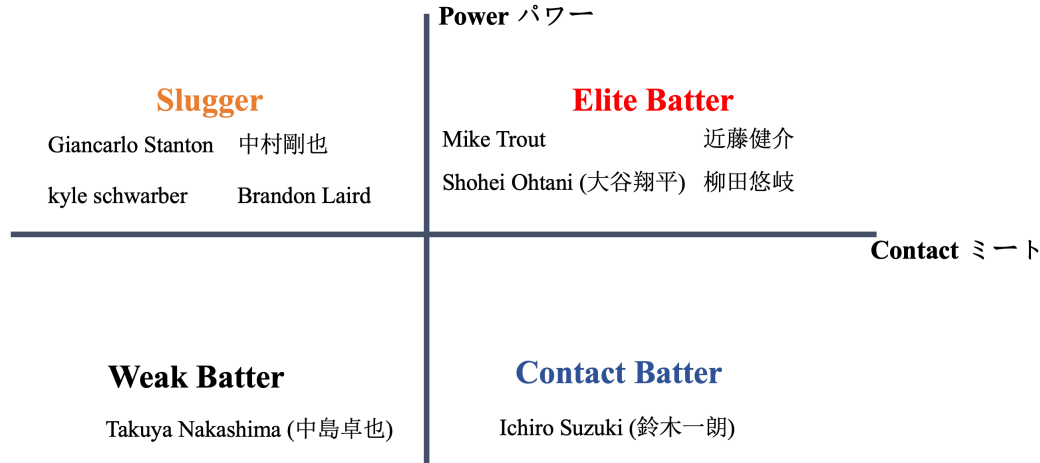 Power パワー
Slugger
Elite Batter
Giancarlo Stanton 中村剛也
Mike Trout 近藤健介
kyle schwarber Brandon Laird
Shohei Ohtani (大谷翔平) 柳田悠岐
Contact ミート
Weak Batter
Contact Batter
Takuya Nakashima (中島卓也)
Ichiro Suzuki (鈴木一朗)